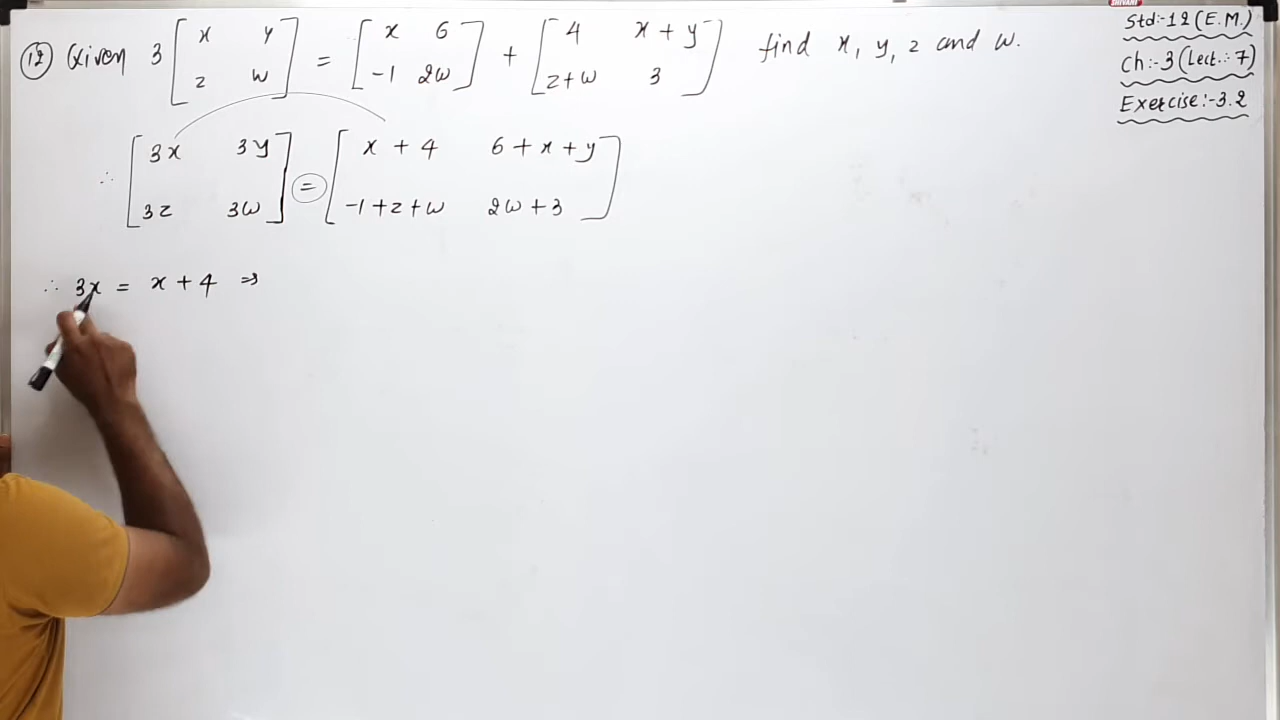 SHIVANI
Std:-12 (E.M.)
Ch:-3 (Lect.:-7)
Exercise:-3.2
(12) Given 3 [x y; z w] = [x 6; -1 2w] + [4 x+y; z+w 3] find x, y, z and w.
∴ [3x 3y; 3z 3w] = [x+4 6+x+y; -1+z+w 2w+3]
∴ 3x = x + 4 ⇒